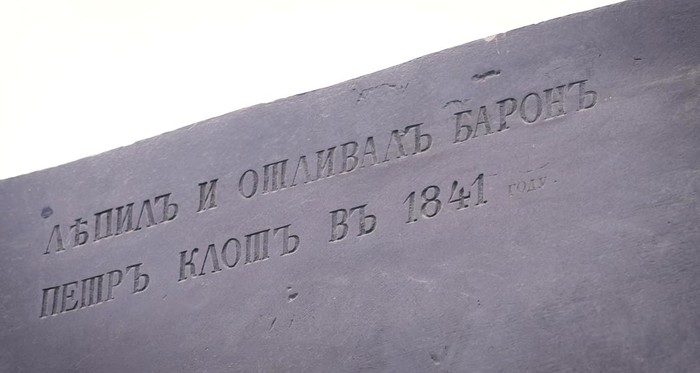 ЛѢПИЛЪ И ОТЛИВАЛЪ БАРОНЪ
ПЕТРЪ КЛОТЪ ВЪ 1841 ГОДУ.